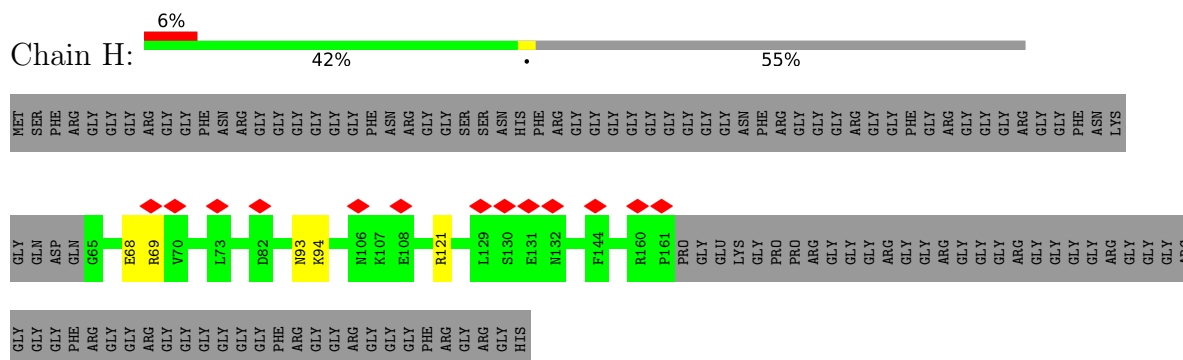 6%
Chain H:
42% • 55%
MET SER PHE ARG GLY GLY GLY ARG GLY GLY PHE ASN ARG GLY GLY GLY GLY GLY GLY PHE ASN ARG GLY GLY SER SER ASN HIS PHE ARG GLY GLY GLY GLY GLY GLY GLY GLY GLY ASN PHE ARG GLY GLY GLY ARG GLY GLY PHE GLY ARG GLY GLY GLY ARG GLY GLY PHE ASN LYS
GLY GLN ASP GLN G65 E68 R69 V70 L73 D82 N93 K94 N106 K107 E108 R121 L129 S130 E131 N132 F144 R160 P161 PRO GLY GLU LYS GLY PRO PRO ARG GLY GLY GLY ARG GLY GLY GLY GLY GLY GLY ARG GLY GLY GLY GLY ARG GLY GLY GLY
GLY GLY GLY PHE ARG GLY GLY ARG GLY GLY GLY GLY GLY GLY PHE ARG GLY GLY ARG GLY GLY GLY PHE ARG GLY ARG GLY HIS